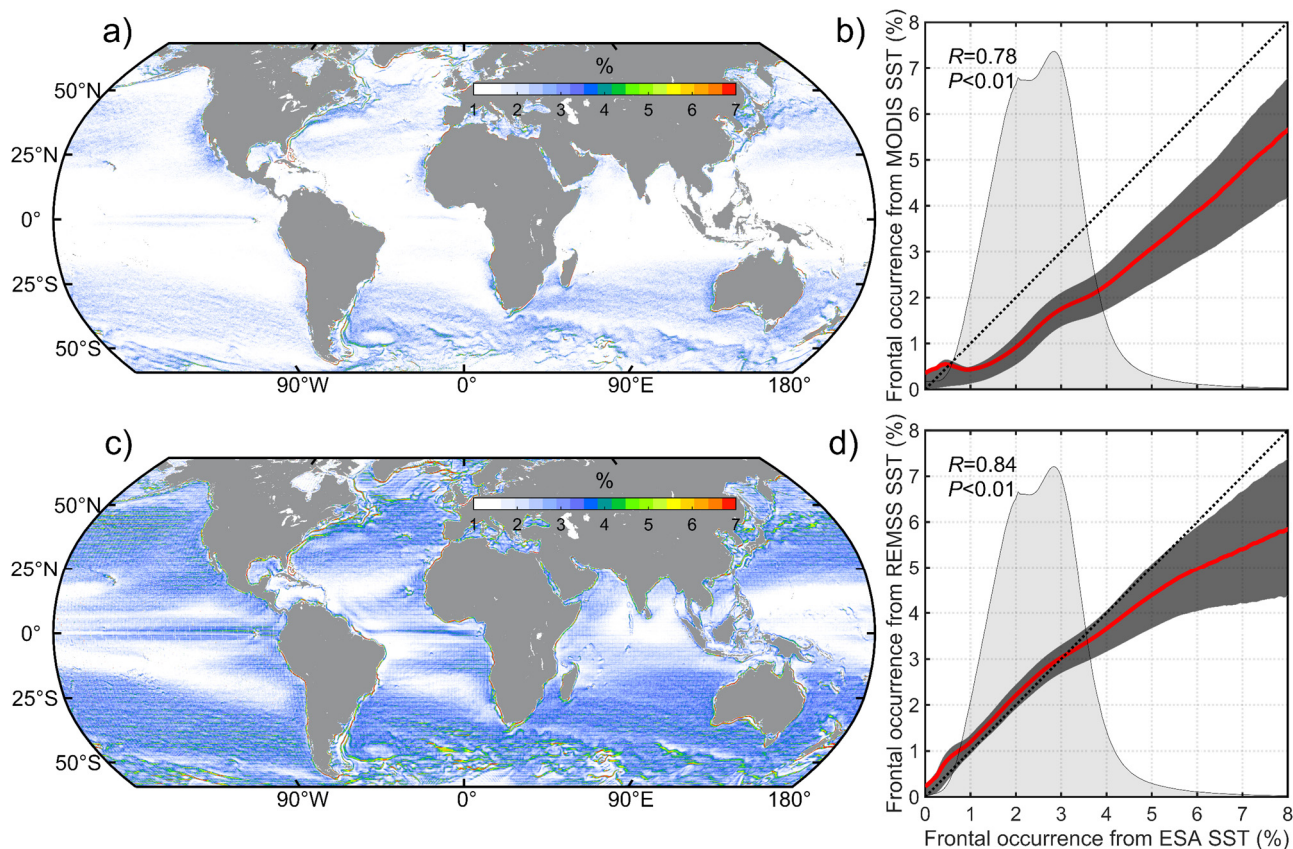 a)
%
1 2 3 4 5 6 7
50°N
25°N
0°
25°S
50°S
90°W 0° 90°E 180°
b)
R=0.78
P<0.01
Frontal occurrence from MODIS SST (%)
8
7
6
5
4
3
2
1
0
c)
%
1 2 3 4 5 6 7
50°N
25°N
0°
25°S
50°S
90°W 0° 90°E 180°
d)
R=0.84
P<0.01
Frontal occurrence from REMSS SST (%)
8
7
6
5
4
3
2
1
0
0 1 2 3 4 5 6 7 8
Frontal occurrence from ESA SST (%)